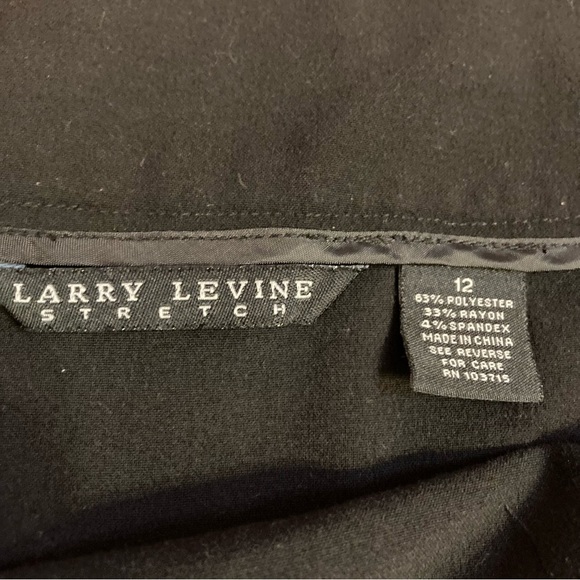 LARRY LEVINE
STRETCH
12
63% POLYESTER
33% RAYON
4% SPANDEX
MADE IN CHINA
SEE REVERSE
FOR CARE
RN 103715